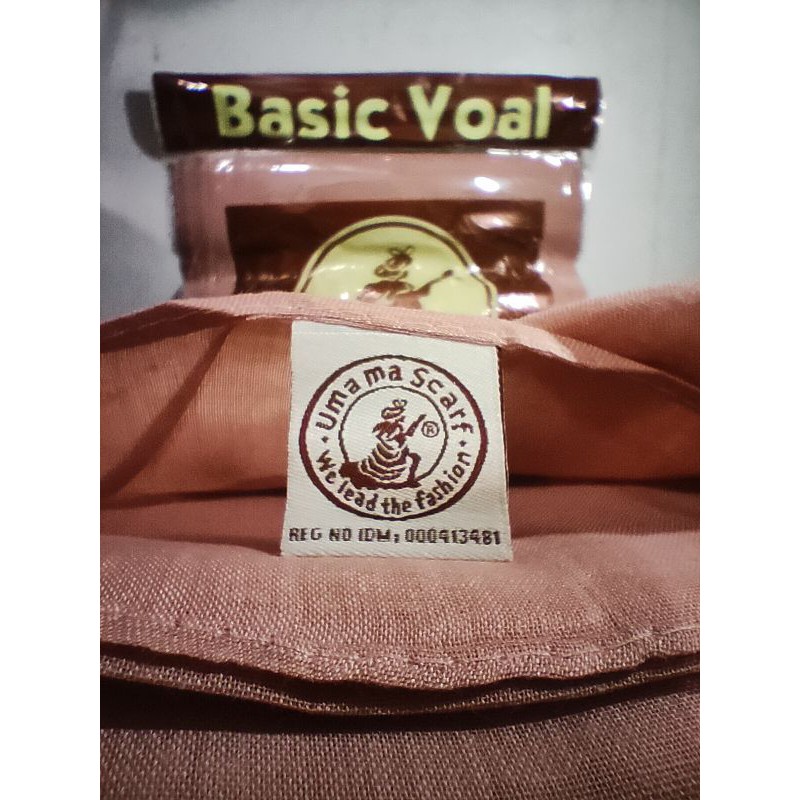 Basic Voal
Umama Scarf
®
We lead the fashion
REG NO IDM: 000413481